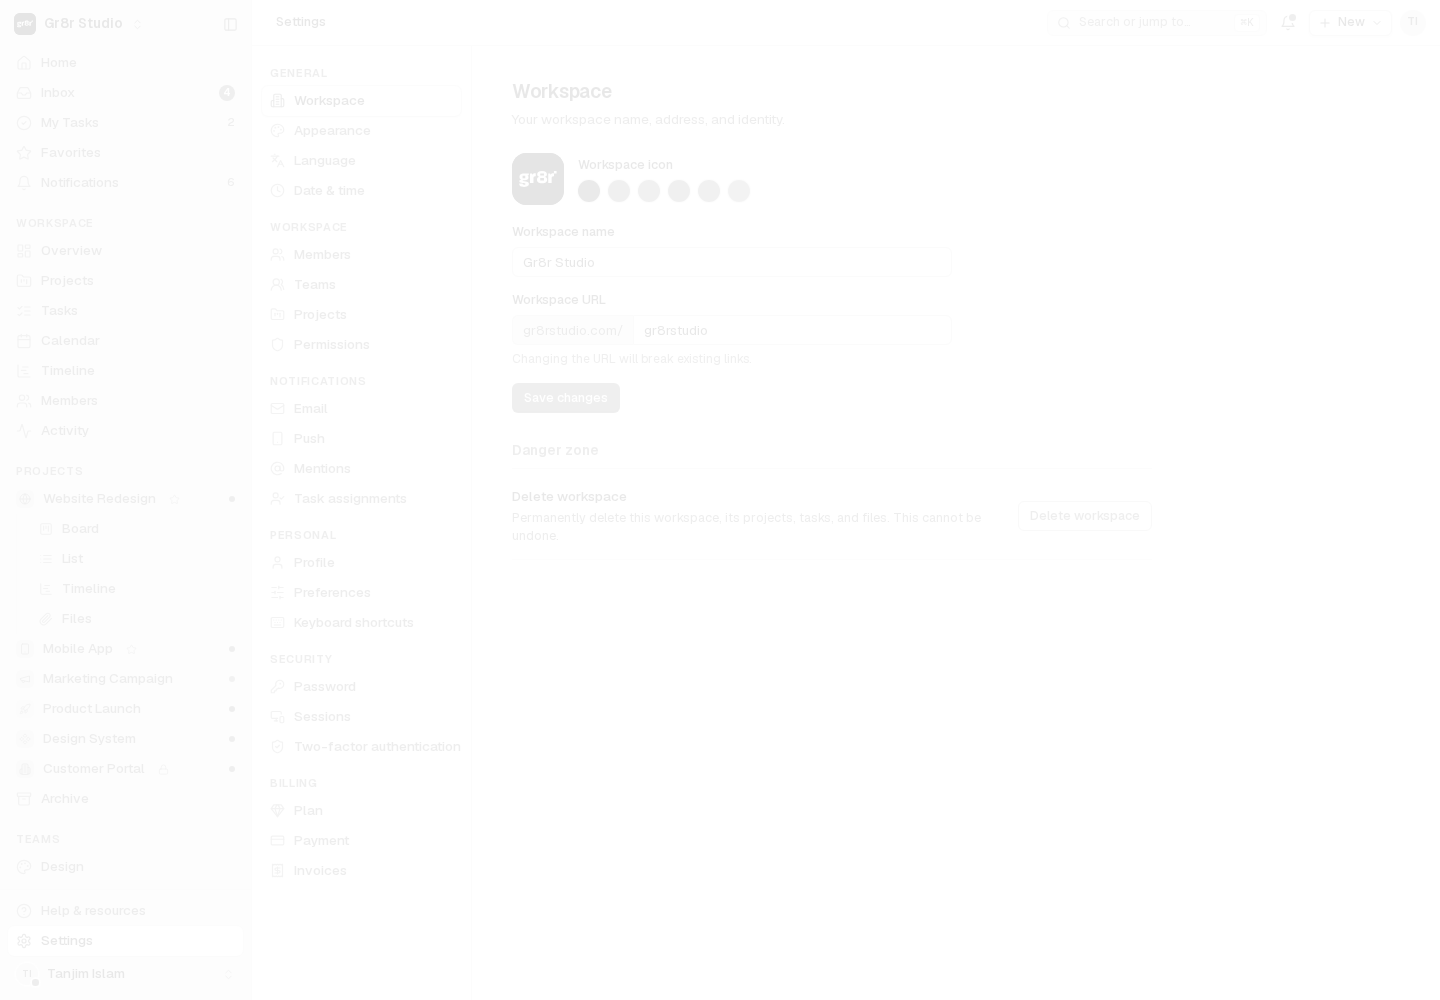 gr8r
Gr8r Studio
Home
Inbox
4
My Tasks
2
Favorites
Notifications
6
WORKSPACE
Overview
Projects
Tasks
Calendar
Timeline
Members
Activity
PROJECTS
Website Redesign
Board
List
Timeline
Files
Mobile App
Marketing Campaign
Product Launch
Design System
Customer Portal
Archive
TEAMS
Design
Help & resources
Settings
TI
Tanjim Islam
Settings
Search or jump to...
⌘K
New
TI
GENERAL
Workspace
Appearance
Language
Date & time
WORKSPACE
Members
Teams
Projects
Permissions
NOTIFICATIONS
Email
Push
Mentions
Task assignments
PERSONAL
Profile
Preferences
Keyboard shortcuts
SECURITY
Password
Sessions
Two-factor authentication
BILLING
Plan
Payment
Invoices
Workspace
Your workspace name, address, and identity.
gr8r
Workspace icon
Workspace name
Gr8r Studio
Workspace URL
gr8rstudio.com/
gr8rstudio
Changing the URL will break existing links.
Save changes
Danger zone
Delete workspace
Permanently delete this workspace, its projects, tasks, and files. This cannot be
undone.
Delete workspace